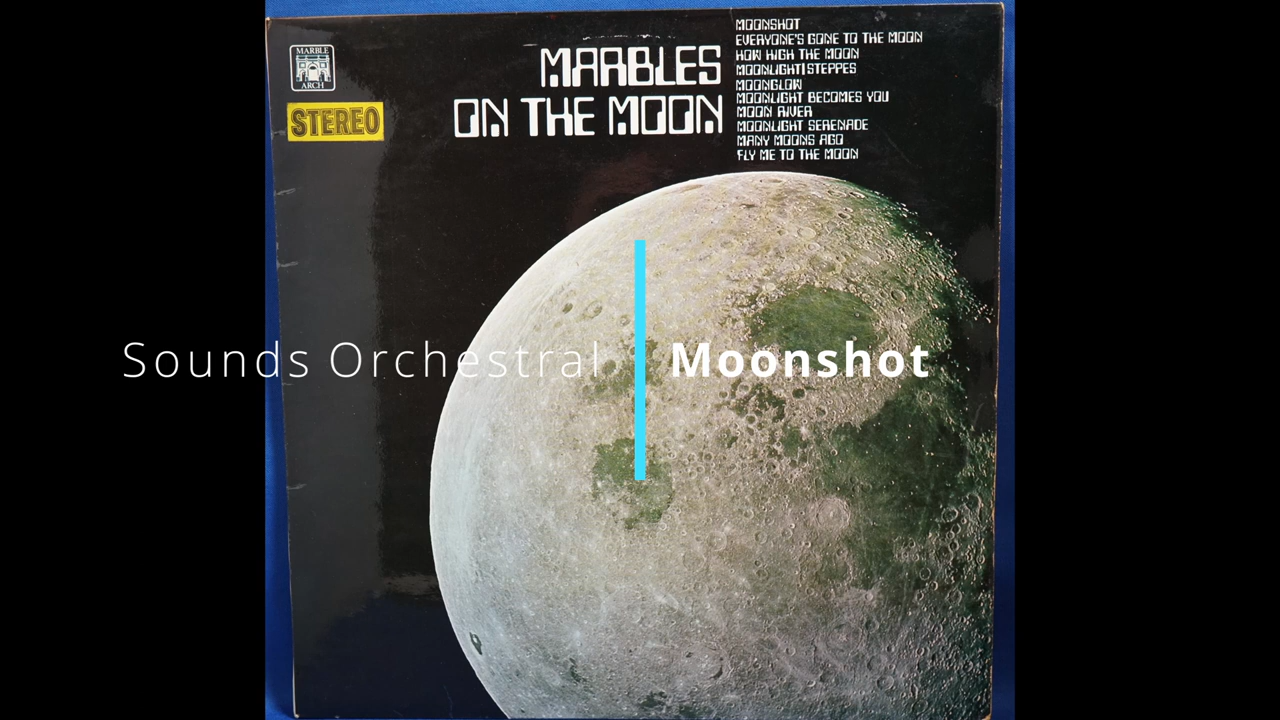 MARBLE
ARCH
STEREO
MARBLES
ON THE MOON
MOONSHOT
EVERYONE'S GONE TO THE MOON
HOW HIGH THE MOON
MOONLIGHT|STEPPES
MOONGLOW
MOONLIGHT BECOMES YOU
MOON RIVER
MOONLIGHT SERENADE
MANY MOONS AGO
FLY ME TO THE MOON
Sounds Orchestral
Moonshot